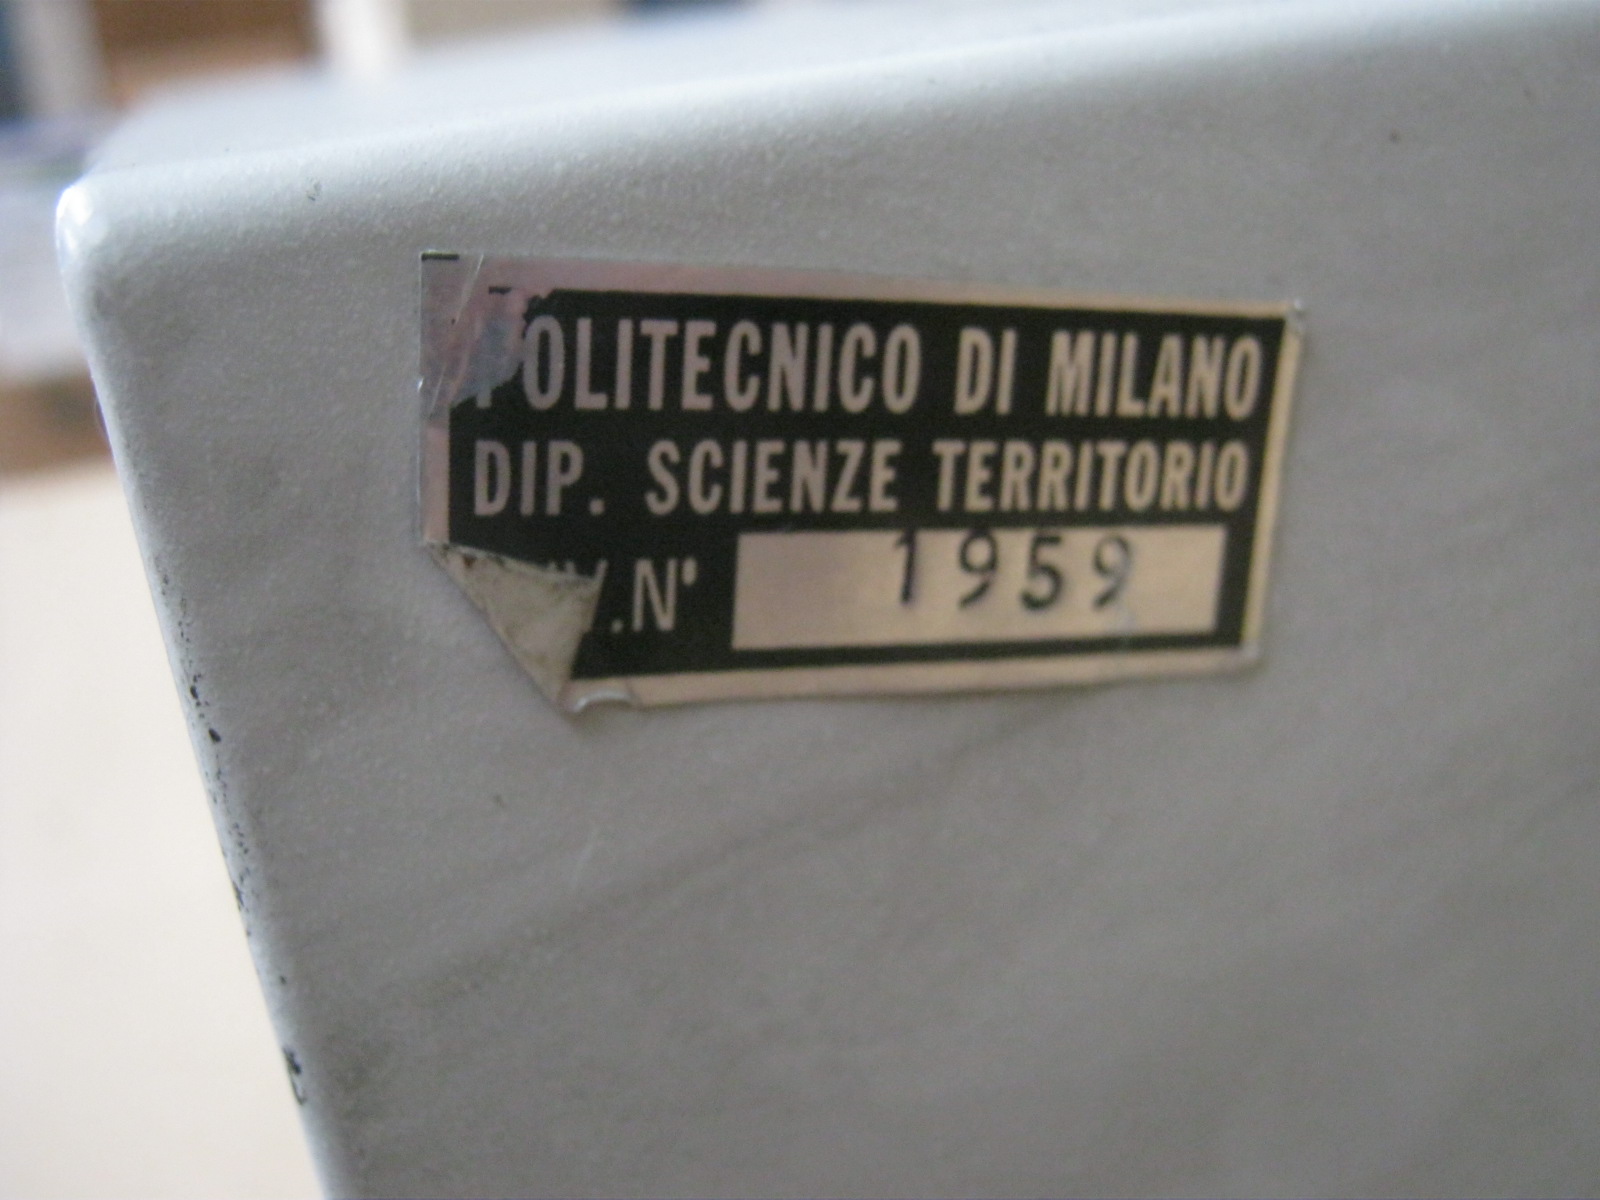 POLITECNICO DI MILANO
DIP. SCIENZE TERRITORIO
V.N° 1959